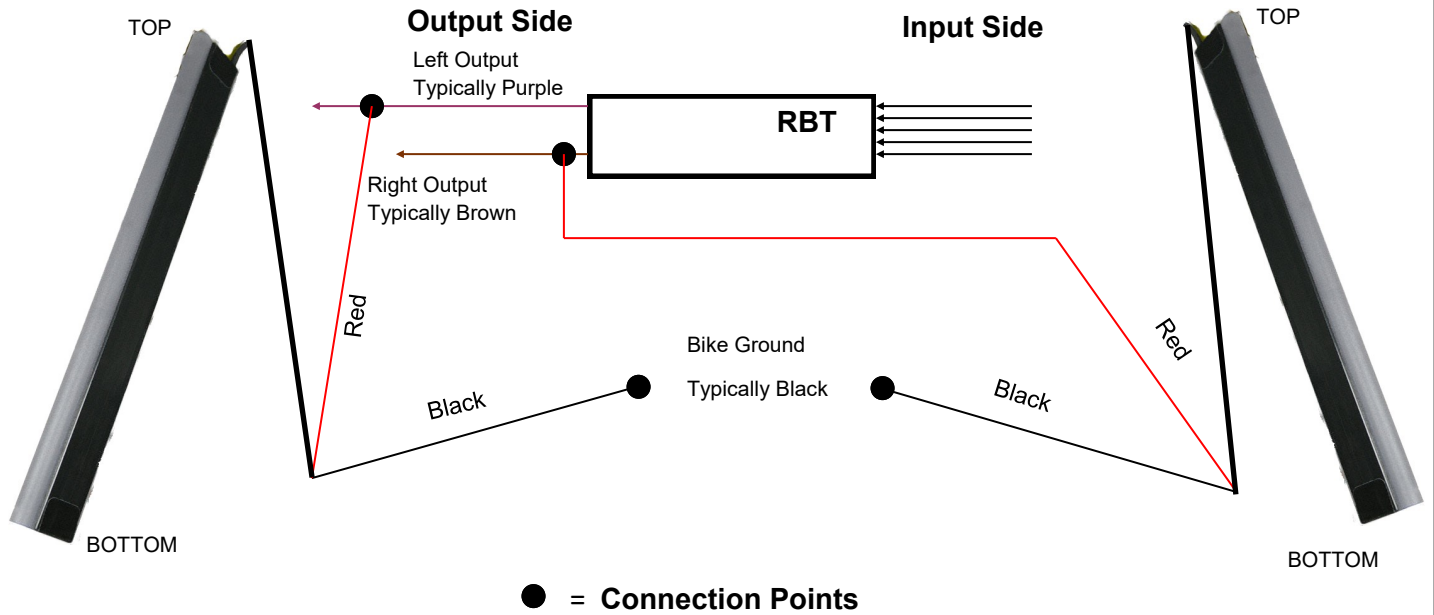 TOP
Output Side
Input Side
TOP
Left Output
Typically Purple
RBT
Right Output
Typically Brown
Red
Red
Bike Ground
Typically Black
Black
Black
BOTTOM
BOTTOM
= Connection Points